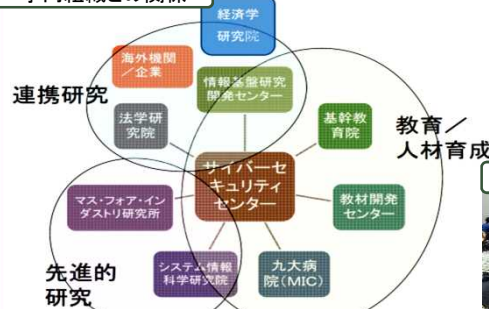 学内組織との関係
経済学
研究院
海外機関
／企業
情報基盤研究
開発センター
連携研究
法学研
究院
基幹教
育院
教育／
人材育成
サイバーセ
キュリティ
センター
マス・フォア・イン
ダストリ研究所
教材開発
センター
システム情報
科学研究院
九大病
院(MIC)
先進的
研究